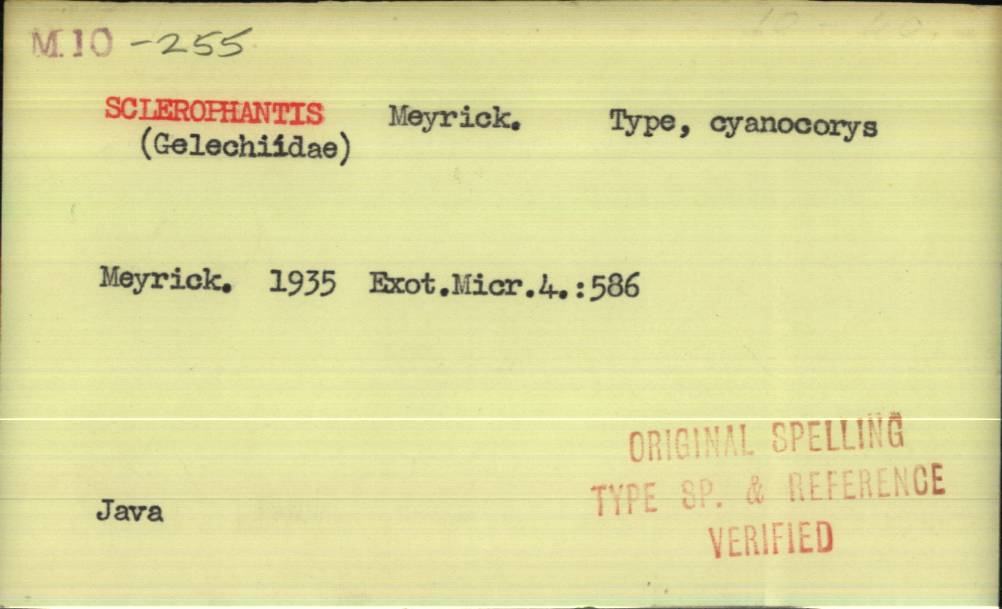 M.10 -255
SCLEROPHANTIS Meyrick. Type, cyanocorys
(Gelechiidae)
Meyrick. 1935 Exot.Micr.4.:586
ORIGINAL SPELLING
TYPE SP. & REFERENCE
VERIFIED
Java